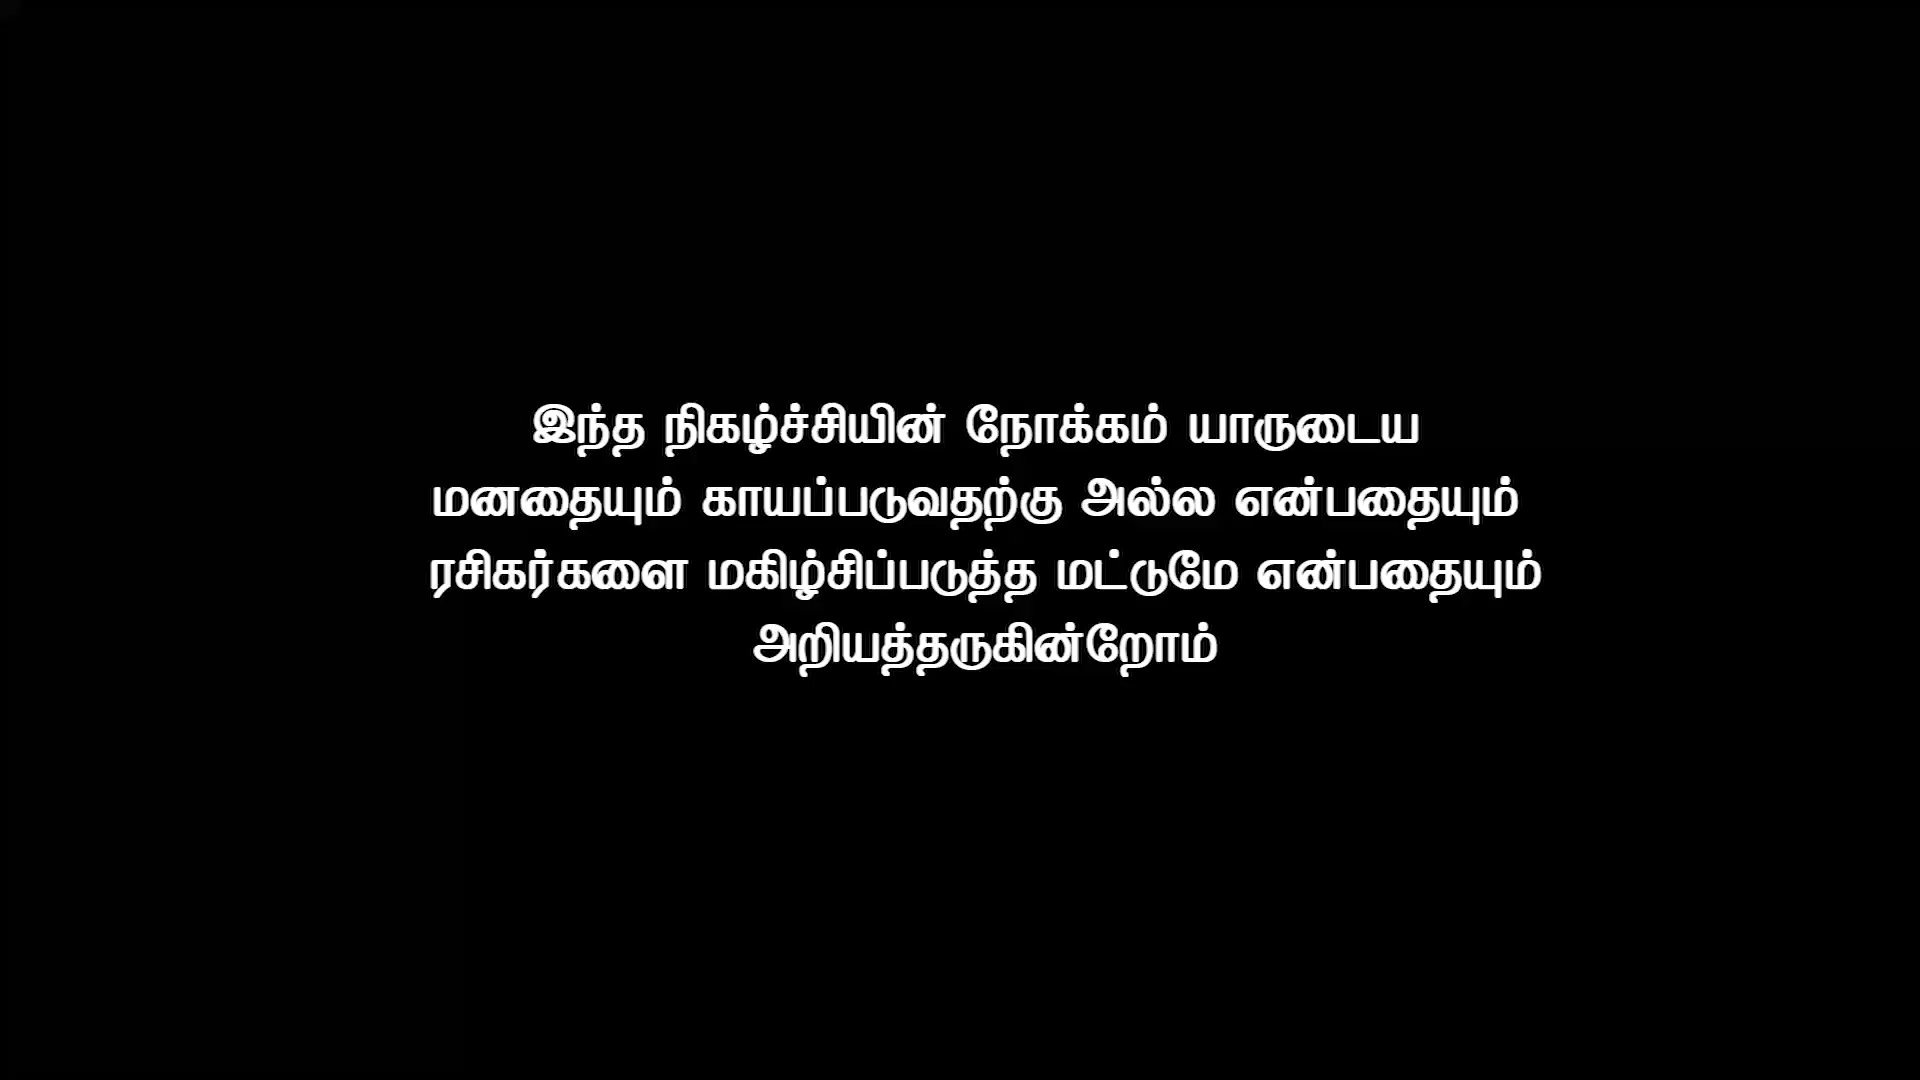 இந்த நிகழ்ச்சியின் நோக்கம் யாருடைய
மனதையும் காயப்படுவதற்கு அல்ல என்பதையும்
ரசிகர்களை மகிழ்சிப்படுத்த மட்டுமே என்பதையும்
அறியத்தருகின்றோம்